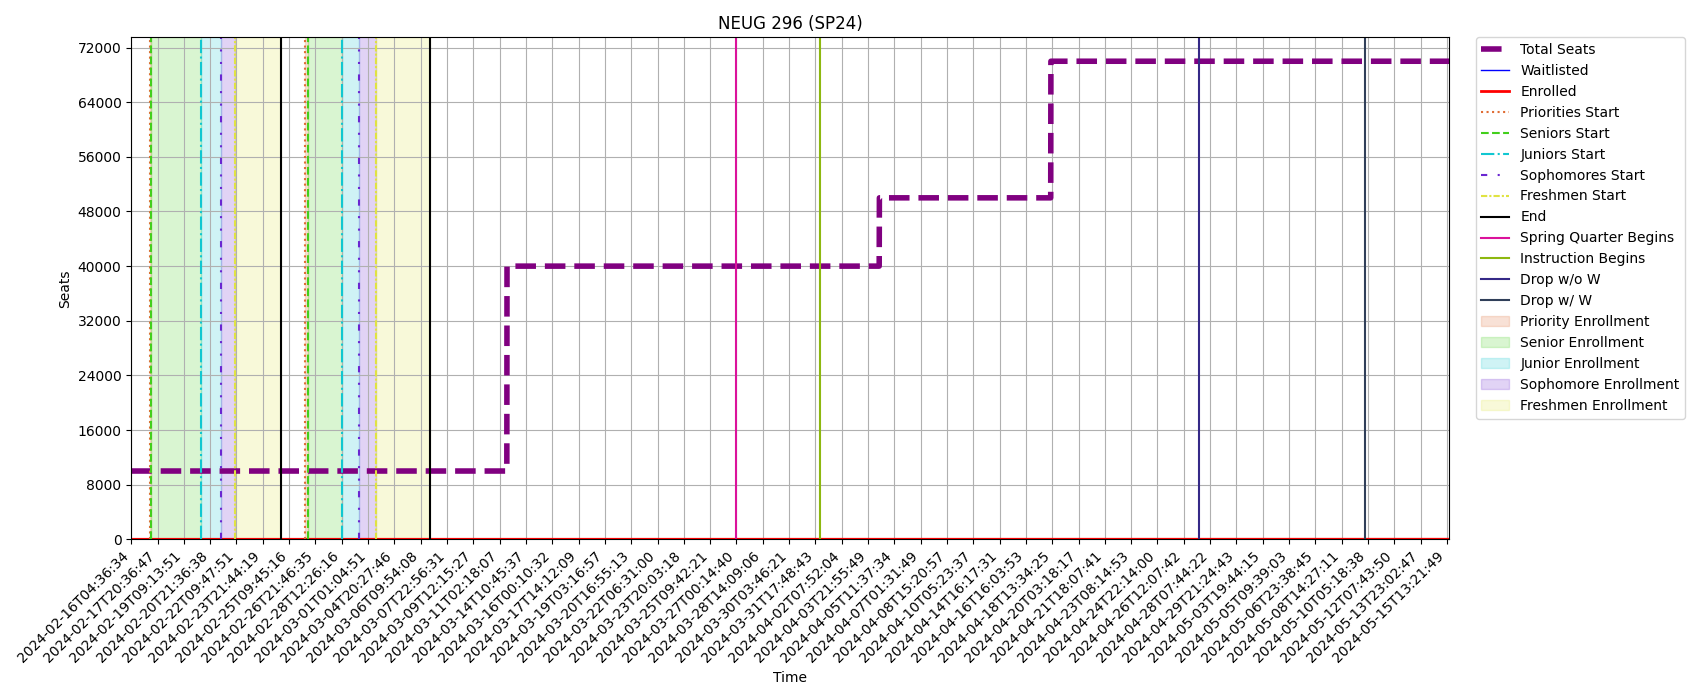 NEUG 296 (SP24)
72000
64000
56000
48000
40000
32000
24000
16000
8000
0
Seats
2024-02-16T04:36:34
2024-02-17T20:36:47
2024-02-19T09:13:51
2024-02-20T21:36:38
2024-02-22T09:47:51
2024-02-23T21:44:19
2024-02-25T09:45:16
2024-02-26T21:46:35
2024-02-28T12:26:16
2024-03-01T01:04:51
2024-03-04T20:27:46
2024-03-06T09:54:08
2024-03-07T22:56:31
2024-03-09T12:15:27
2024-03-11T02:18:07
2024-03-14T10:45:37
2024-03-16T00:10:32
2024-03-17T14:12:09
2024-03-19T03:16:57
2024-03-20T16:55:13
2024-03-22T06:31:00
2024-03-23T20:03:18
2024-03-25T09:42:21
2024-03-27T00:14:40
2024-03-28T14:09:06
2024-03-30T03:46:21
2024-03-31T17:48:43
2024-04-02T07:52:04
2024-04-03T21:55:49
2024-04-05T11:37:34
2024-04-07T01:31:49
2024-04-08T15:20:57
2024-04-10T05:23:37
2024-04-14T16:17:31
2024-04-16T16:03:53
2024-04-18T13:34:25
2024-04-20T03:18:17
2024-04-21T18:07:41
2024-04-23T08:14:53
2024-04-24T22:14:00
2024-04-26T12:07:42
2024-04-28T07:44:22
2024-04-29T21:24:43
2024-05-03T19:44:15
2024-05-05T09:39:03
2024-05-06T23:38:45
2024-05-08T14:27:11
2024-05-10T05:18:38
2024-05-12T07:43:50
2024-05-13T23:02:47
2024-05-15T13:21:49
Time
Total Seats
Waitlisted
Enrolled
Priorities Start
Seniors Start
Juniors Start
Sophomores Start
Freshmen Start
End
Spring Quarter Begins
Instruction Begins
Drop w/o W
Drop w/ W
Priority Enrollment
Senior Enrollment
Junior Enrollment
Sophomore Enrollment
Freshmen Enrollment